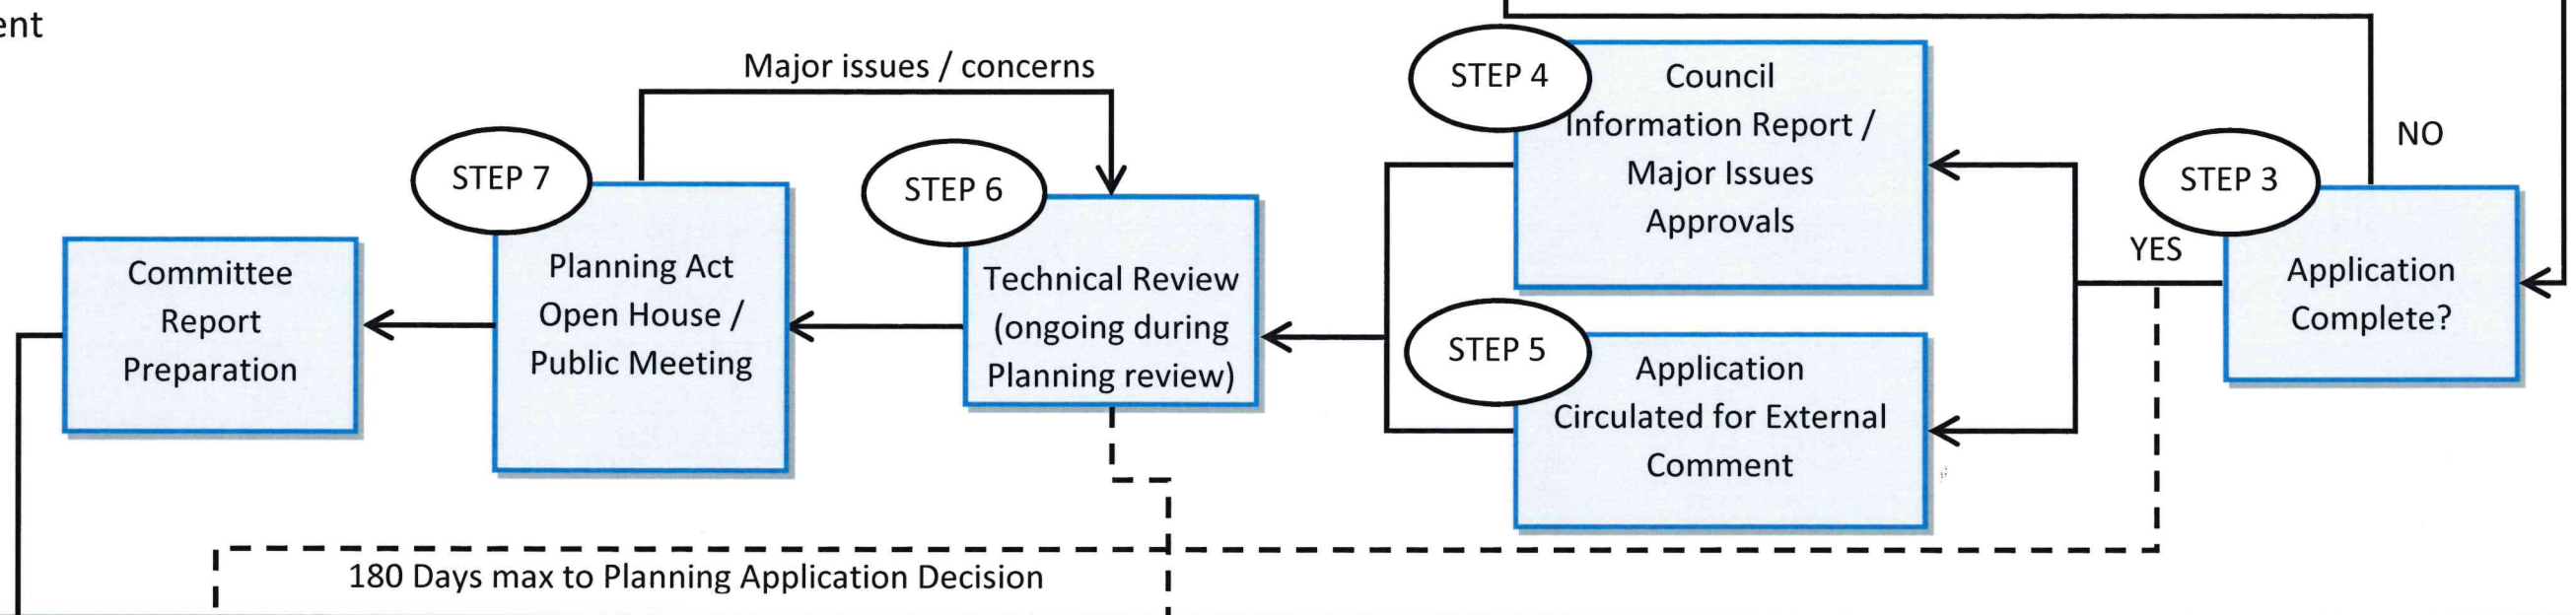 ent
Major issues / concerns
STEP 7
STEP 6
STEP 4
STEP 3
STEP 5
NO
YES
Council
Information Report /
Major Issues
Approvals
Application
Complete?
Application
Circulated for External
Comment
Technical Review
(ongoing during
Planning review)
Planning Act
Open House /
Public Meeting
Committee
Report
Preparation
180 Days max to Planning Application Decision